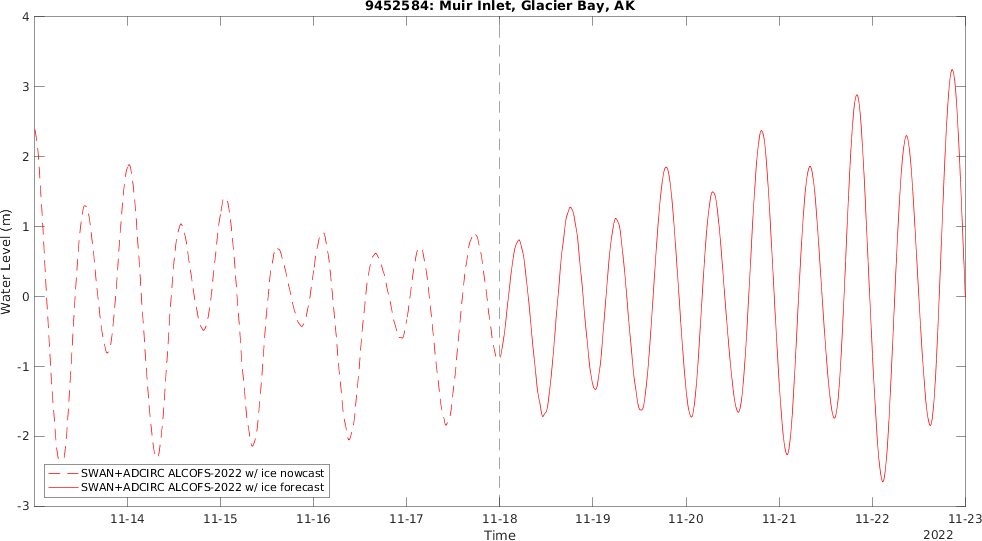 9452584: Muir Inlet, Glacier Bay, AK
4
3
2
1
0
-1
-2
-3
Water Level (m)
SWAN+ADCIRC ALCOFS-2022 w/ ice nowcast
SWAN+ADCIRC ALCOFS-2022 w/ ice forecast
11-14 11-15 11-16 11-17 11-18 11-19 11-20 11-21 11-22 11-23
Time
2022